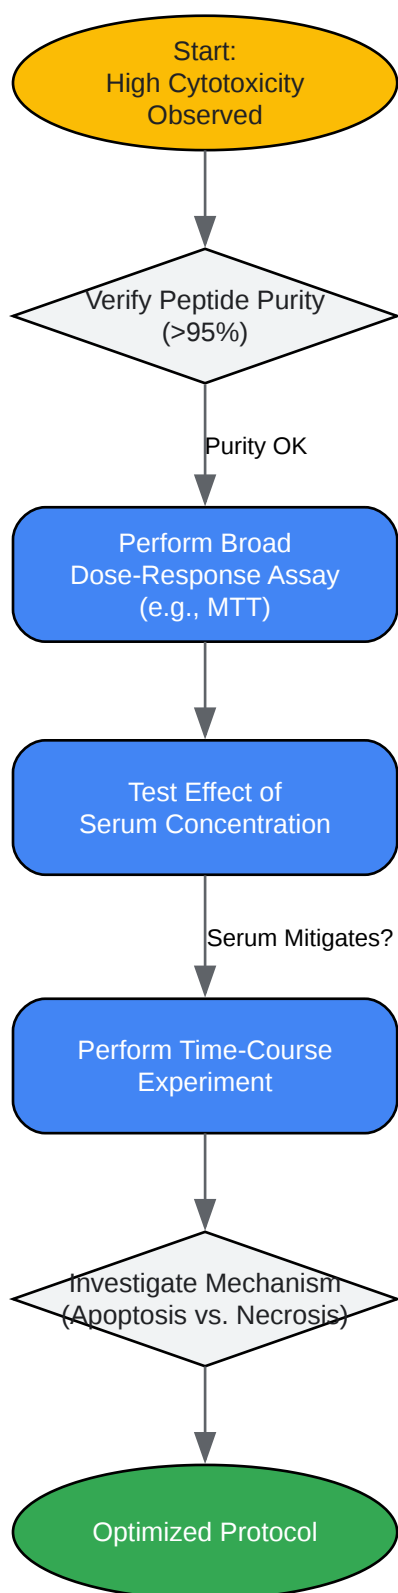 Start:
High Cytotoxicity
Observed
Verify Peptide Purity
(>95%)
Purity OK
Perform Broad
Dose-Response Assay
(e.g., MTT)
Test Effect of
Serum Concentration
Serum Mitigates?
Perform Time-Course
Experiment
Investigate Mechanism
(Apoptosis vs. Necrosis)
Optimized Protocol